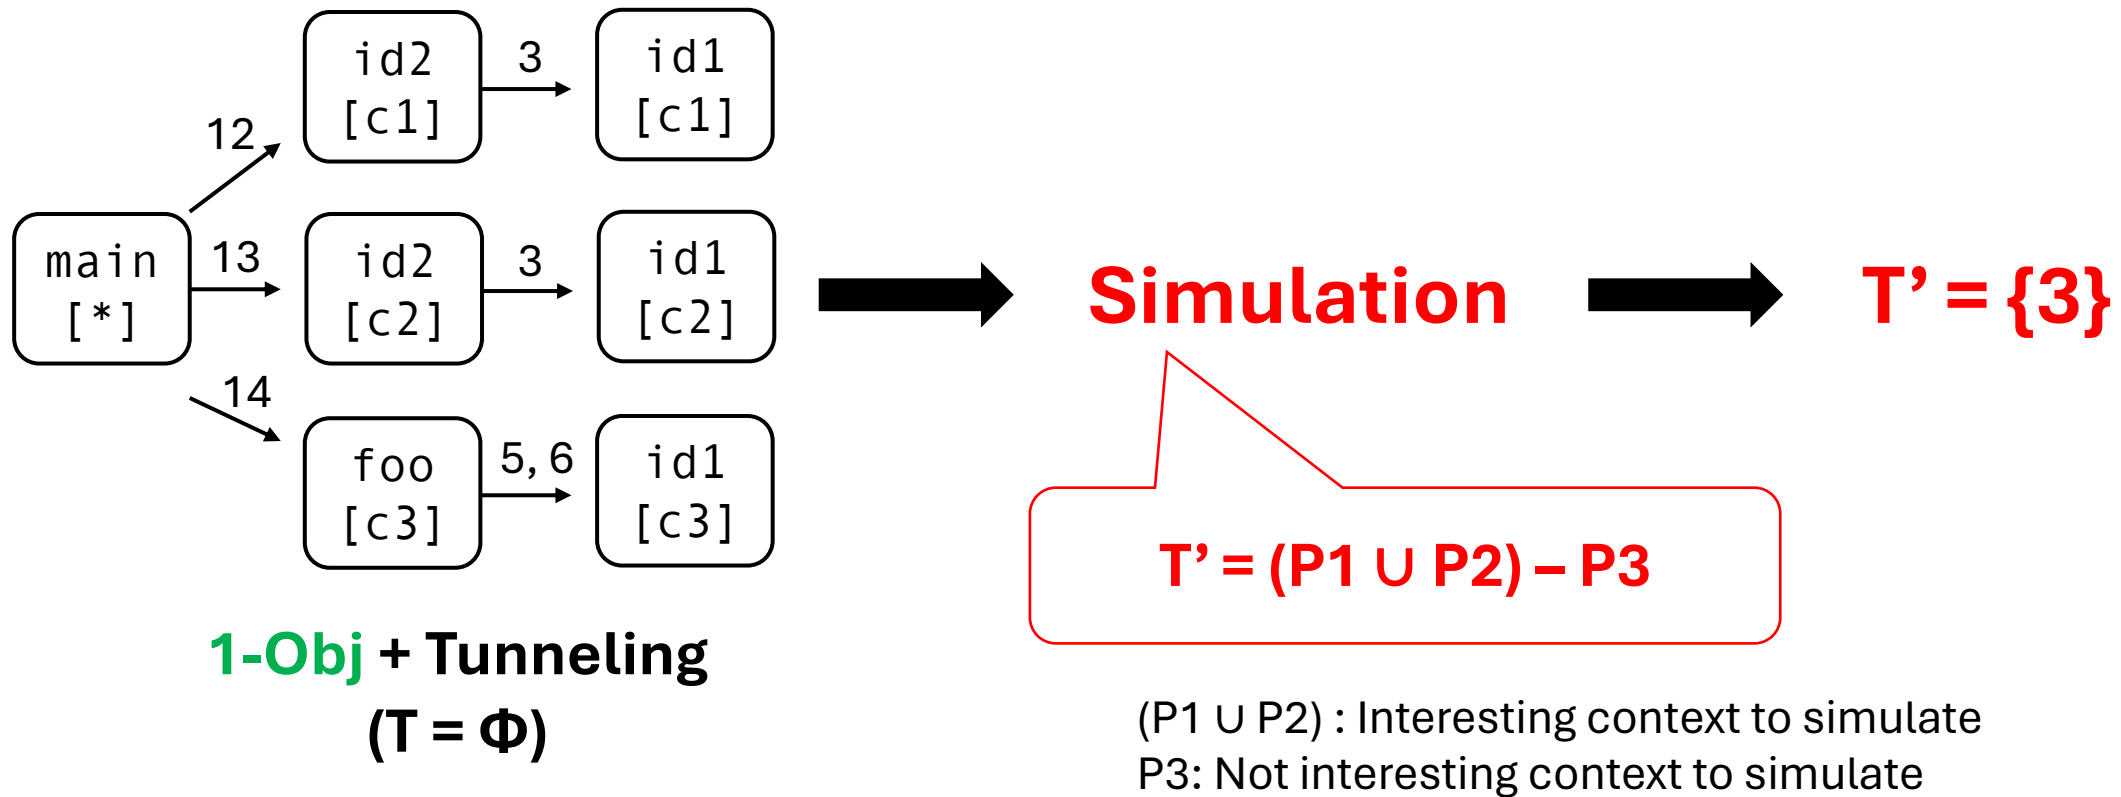 id2
[c1]
3
id1
[c1]
12
main
[*]
13
id2
[c2]
3
id1
[c2]
14
foo
[c3]
5, 6
id1
[c3]
1-Obj + Tunneling
(T = Φ)
Simulation
T’ = {3}
T’ = (P1 ∪ P2) – P3
(P1 ∪ P2) : Interesting context to simulate
P3: Not interesting context to simulate